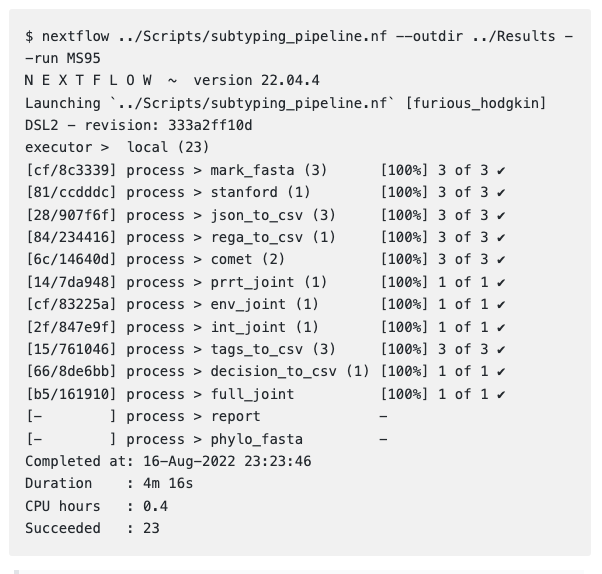 $ nextflow ../Scripts/subtyping_pipeline.nf --outdir ../Results -
-run MS95
N E X T F L O W  ~  version 22.04.4
Launching `../Scripts/subtyping_pipeline.nf` [furious_hodgkin]
DSL2 - revision: 333a2ff10d
executor >  local (23)
[cf/8c3339] process > mark_fasta (3)      [100%] 3 of 3 ✔
[81/ccdddc] process > stanford (1)        [100%] 3 of 3 ✔
[28/907f6f] process > json_to_csv (3)     [100%] 3 of 3 ✔
[84/234416] process > rega_to_csv (1)     [100%] 3 of 3 ✔
[6c/14640d] process > comet (2)           [100%] 3 of 3 ✔
[14/7da948] process > prrt_joint (1)      [100%] 1 of 1 ✔
[cf/83225a] process > env_joint (1)       [100%] 1 of 1 ✔
[2f/847e9f] process > int_joint (1)       [100%] 1 of 1 ✔
[15/761046] process > tags_to_csv (3)     [100%] 3 of 3 ✔
[66/8de6bb] process > decision_to_csv (1) [100%] 1 of 1 ✔
[b5/161910] process > full_joint          [100%] 1 of 1 ✔
[-        ] process > report              -
[-        ] process > phylo_fasta         -
Completed at: 16-Aug-2022 23:23:46
Duration    : 4m 16s
CPU hours   : 0.4
Succeeded   : 23